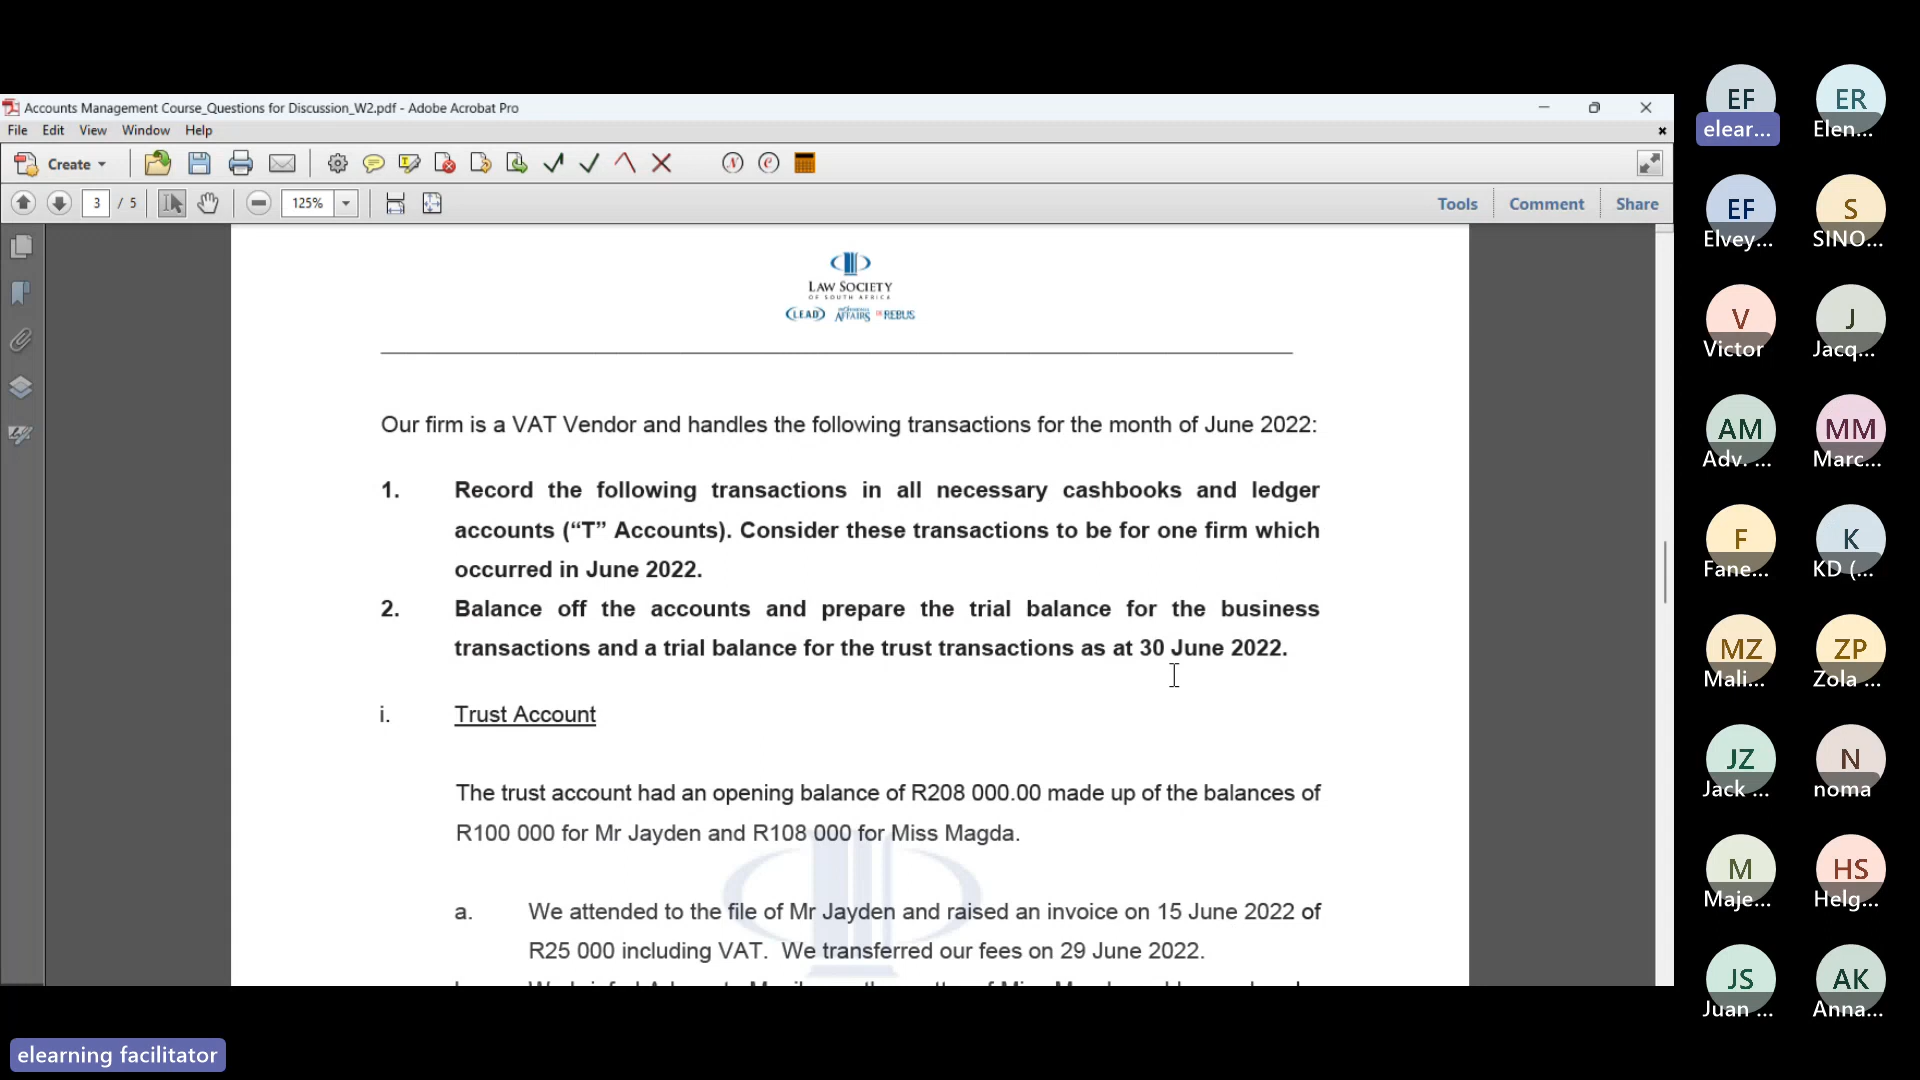 Accounts Management Course_Questions for Discussion_W2.pdf - Adobe Acrobat Pro
File Edit View Window Help
Create
3 / 5 125% Tools Comment Share
LAW SOCIETY
OF SOUTH AFRICA
LEAD AFFAIRS DE REBUS
Our firm is a VAT Vendor and handles the following transactions for the month of June 2022:
1. Record the following transactions in all necessary cashbooks and ledger
accounts (“T” Accounts). Consider these transactions to be for one firm which
occurred in June 2022.
2. Balance off the accounts and prepare the trial balance for the business
transactions and a trial balance for the trust transactions as at 30 June 2022.
i. Trust Account
The trust account had an opening balance of R208 000.00 made up of the balances of
R100 000 for Mr Jayden and R108 000 for Miss Magda.
a. We attended to the file of Mr Jayden and raised an invoice on 15 June 2022 of
R25 000 including VAT. We transferred our fees on 29 June 2022.
elearning facilitator
EF ER
elear... Elen...
EF S
Elvey... SINO...
V J
Victor Jacq...
AM MM
Adv. ... Marc...
F K
Fane... KD (...
MZ ZP
Mali... Zola ...
JZ N
Jack ... noma
M HS
Maje... Helg...
JS AK
Juan ... Anna...